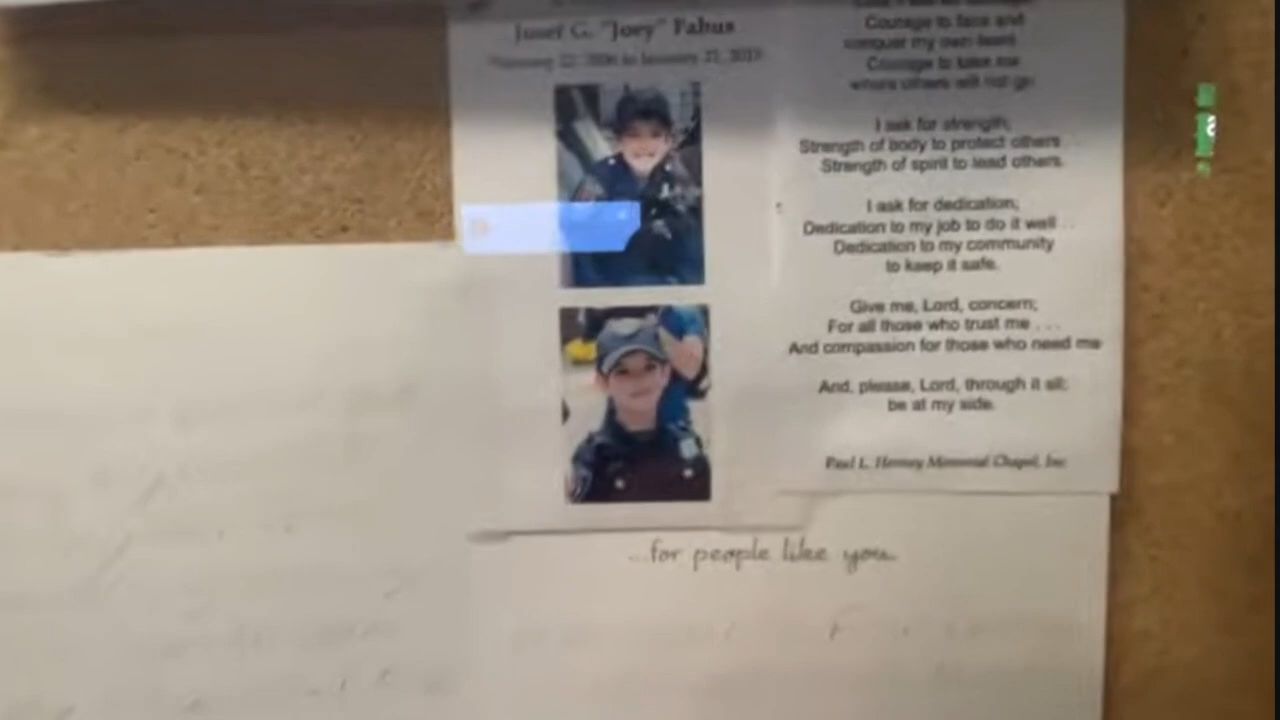 Josef G. "Joey" Fahus
to January 21,
Courage to face and
conquer my own fears
Courage to take me
where others will not go.
I ask for strength;
Strength of body to protect others . . .
Strength of spirit to lead others.
I ask for dedication;
Dedication to my job to do it well . . .
Dedication to my community
to keep it safe.
Give me, Lord, concern;
For all those who trust me . . .
And compassion for those who need me
And, please, Lord, through it all;
be at my side.
Paul L. Memorial Chapel, Inc.
...for people like you.